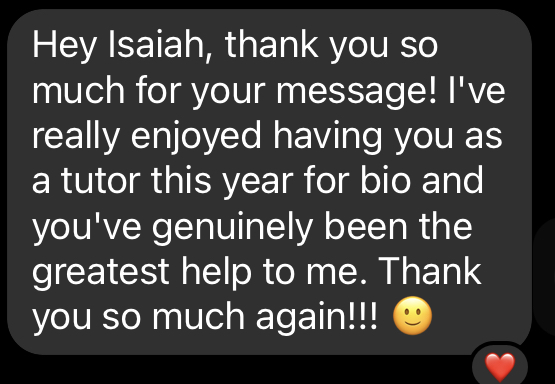 Hey Isaiah, thank you so
much for your message! I've
really enjoyed having you as
a tutor this year for bio and
you've genuinely been the
greatest help to me. Thank
you so much again!!! 🙂
❤️